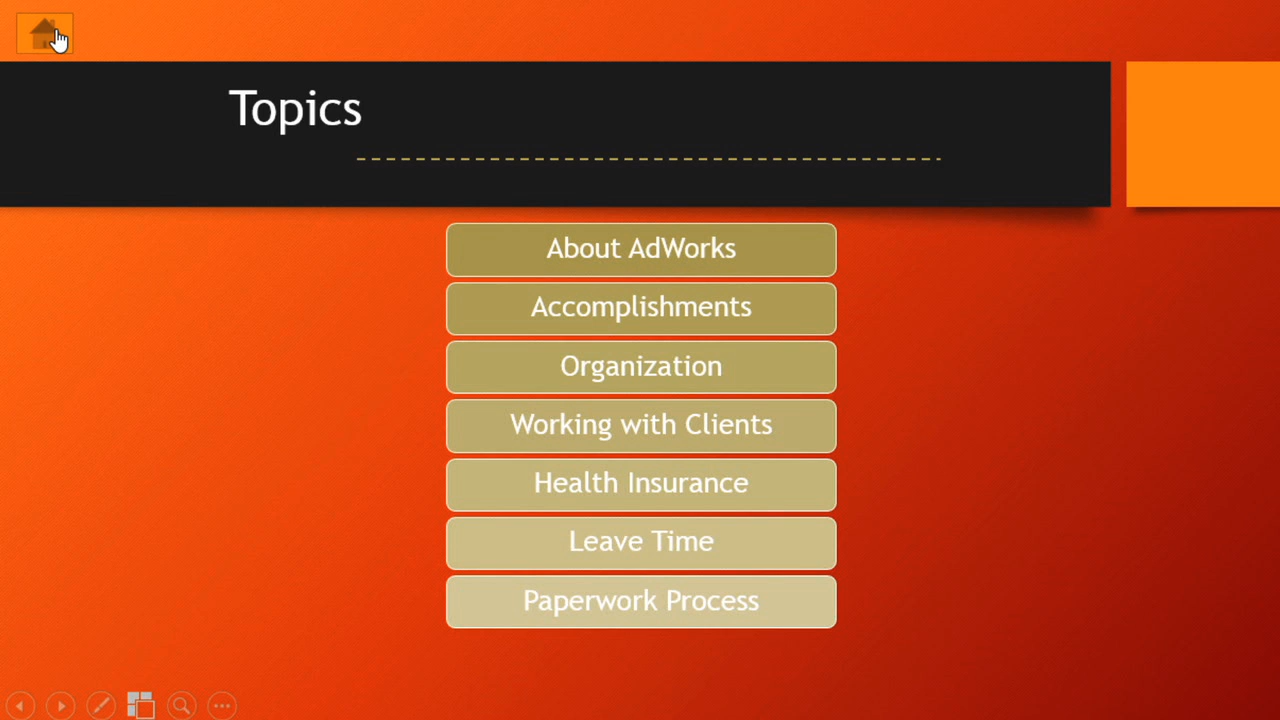 Topics
About AdWorks
Accomplishments
Organization
Working with Clients
Health Insurance
Leave Time
Paperwork Process